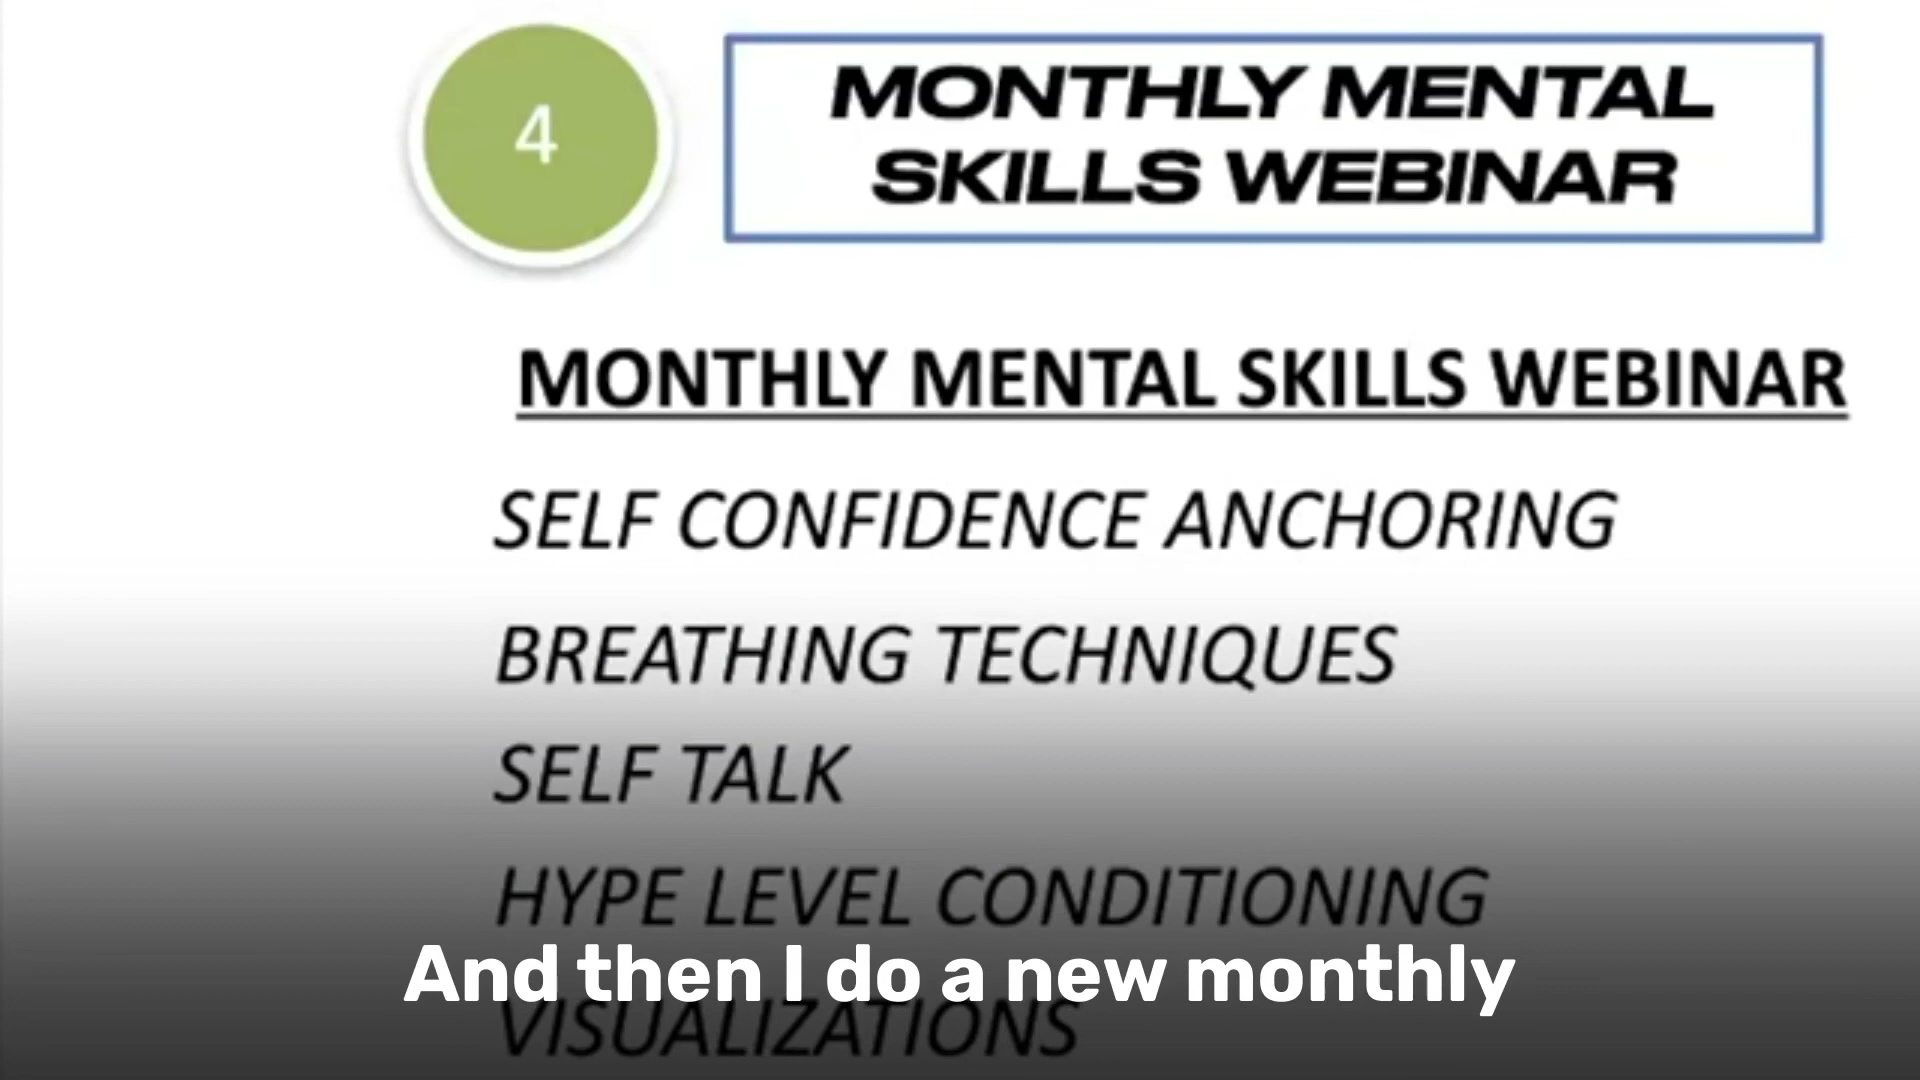 4
MONTHLY MENTAL
SKILLS WEBINAR
MONTHLY MENTAL SKILLS WEBINAR
SELF CONFIDENCE ANCHORING
BREATHING TECHNIQUES
SELF TALK
HYPE LEVEL CONDITIONING
And then I do a new monthly
VISUALIZATIONS